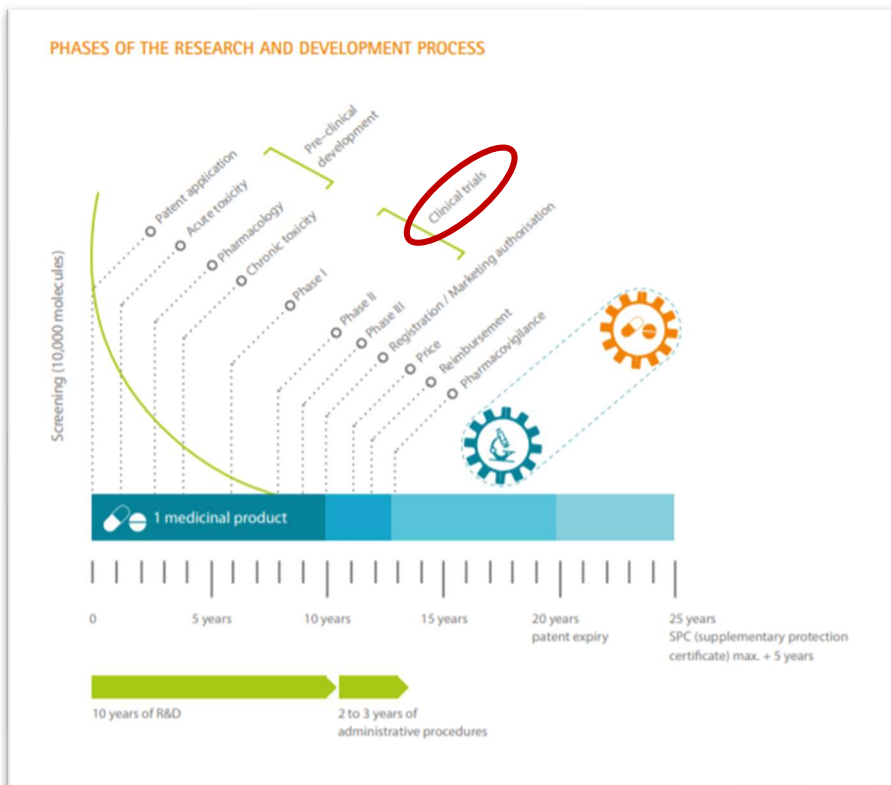 PHASES OF THE RESEARCH AND DEVELOPMENT PROCESS
Screening (10,000 molecules)
Patent application
Acute toxicity
Pharmacology
Chronic toxicity
Pre-clinical
development
Phase I
Phase II
Phase III
Clinical trials
Registration / Marketing authorisation
Price
Reimbursement
Pharmacovigilance
1 medicinal product
0
5 years
10 years
15 years
20 years
patent expiry
25 years
SPC (supplementary protection
certificate) max. + 5 years
10 years of R&D
2 to 3 years of
administrative procedures